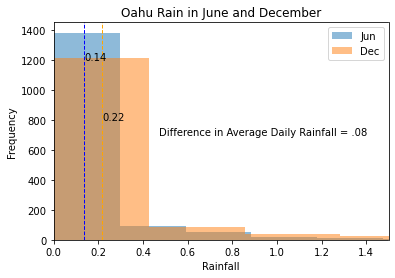 Oahu Rain in June and December
Jun
Dec
0.14
0.22
Difference in Average Daily Rainfall = .08
Frequency
1400
1200
1000
800
600
400
200
0
0.0 0.2 0.4 0.6 0.8 1.0 1.2 1.4
Rainfall